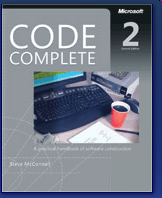 Microsoft
CODE
COMPLETE
2
Second Edition
A practical handbook of software construction
Steve McConnell